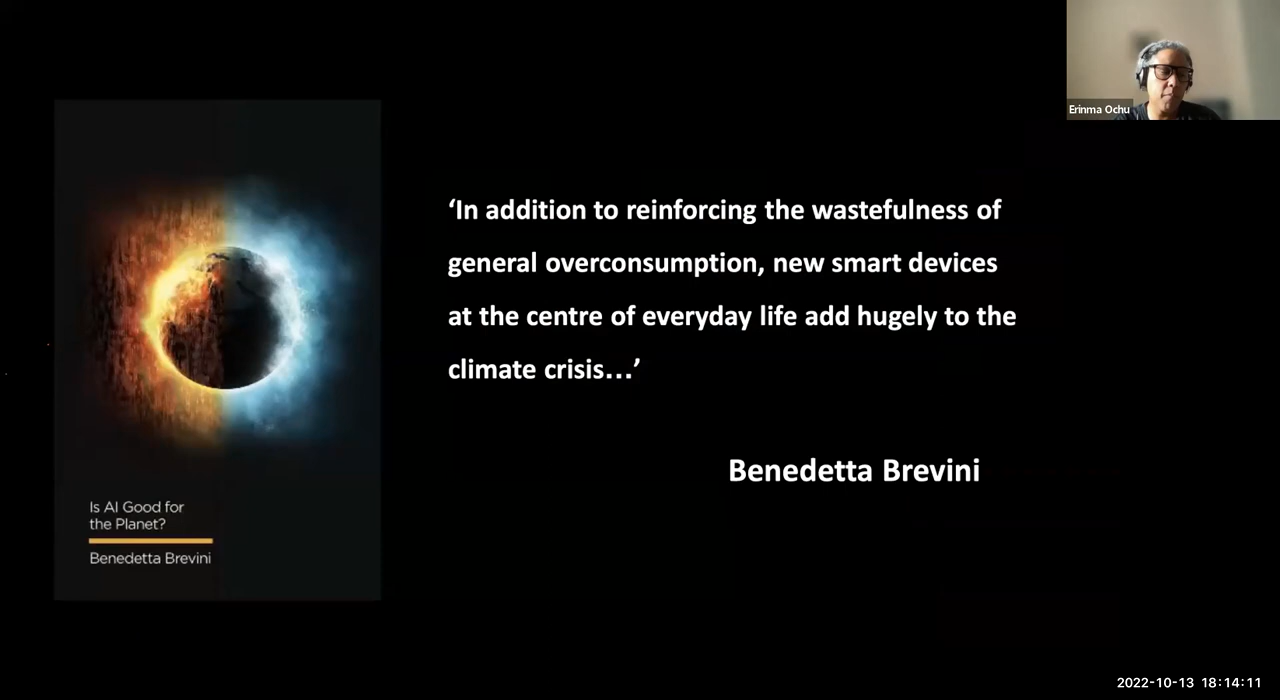 Erinma Ochu
‘In addition to reinforcing the wastefulness of
general overconsumption, new smart devices
at the centre of everyday life add hugely to the
climate crisis…’
Benedetta Brevini
Is AI Good for
the Planet?
Benedetta Brevini
2022-10-13 18:14:11